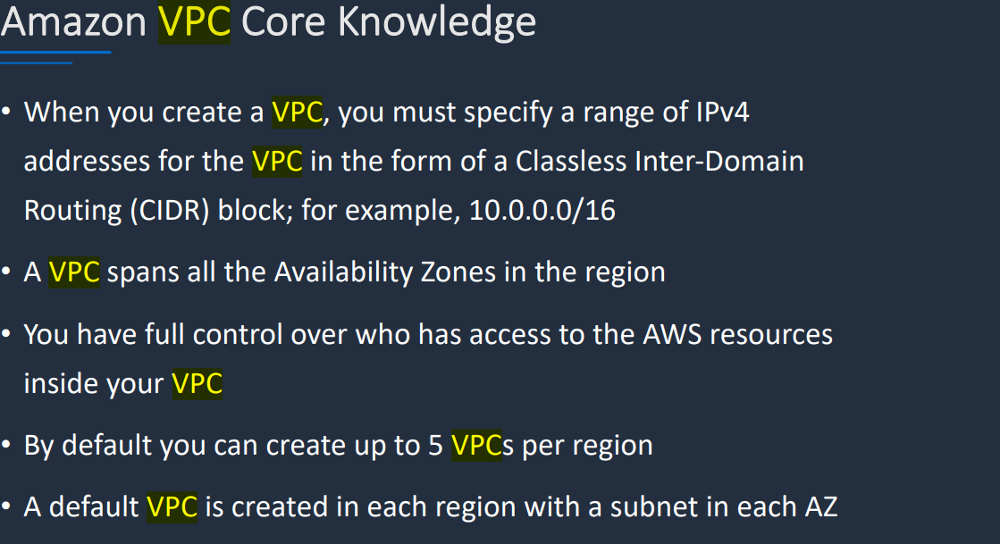 Amazon VPC Core Knowledge
• When you create a VPC, you must specify a range of IPv4
addresses for the VPC in the form of a Classless Inter-Domain
Routing (CIDR) block; for example, 10.0.0.0/16
• A VPC spans all the Availability Zones in the region
• You have full control over who has access to the AWS resources
inside your VPC
• By default you can create up to 5 VPCs per region
• A default VPC is created in each region with a subnet in each AZ